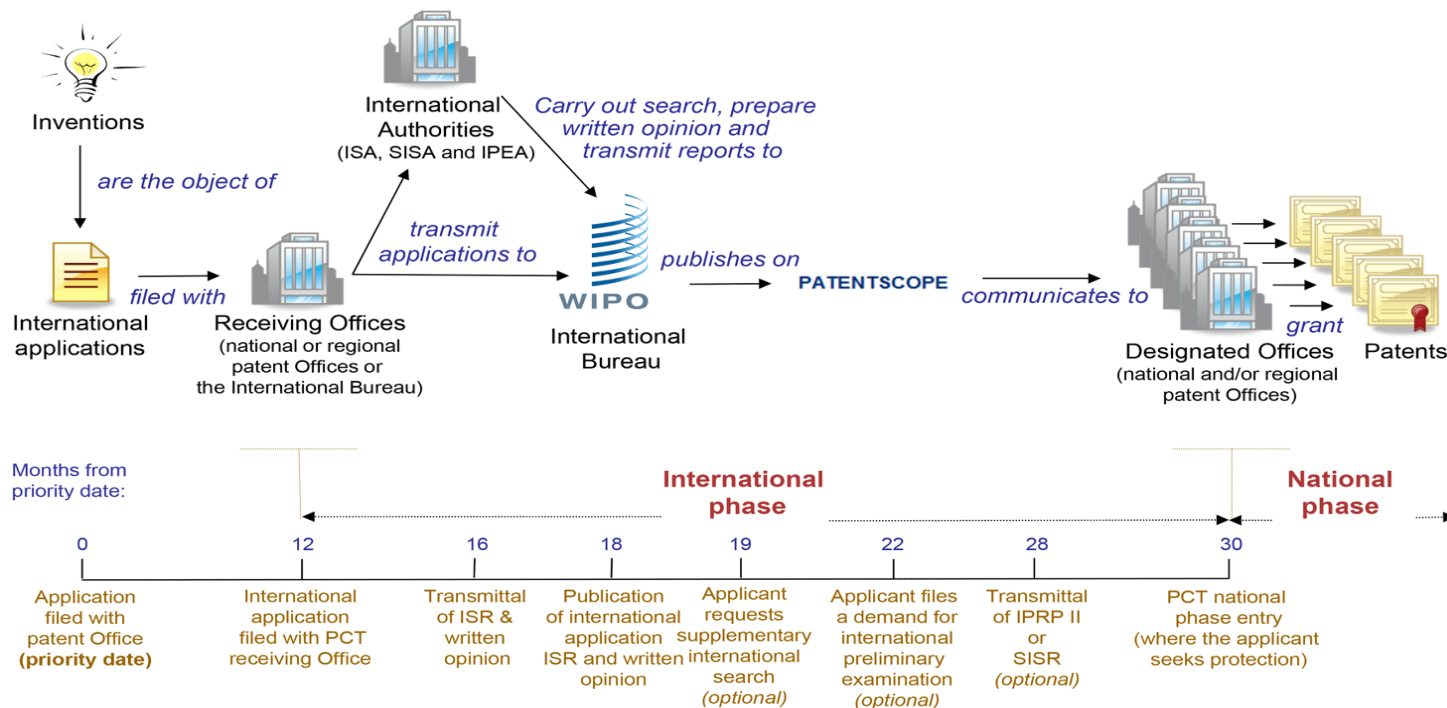 Inventions
are the object of
International
applications
filed with
Receiving Offices
(national or regional
patent Offices or
the International Bureau)
International
Authorities
(ISA, SISA and IPEA)
transmit
applications to
Carry out search, prepare
written opinion and
transmit reports to
WIPO
International
Bureau
publishes on
PATENTSCOPE
communicates to
Designated Offices
(national and/or regional
patent Offices)
grant
Patents
Months from
priority date:
International
phase
National
phase
0
12
16
18
19
22
28
30
Application
filed with
patent Office
(priority date)
International
application
filed with PCT
receiving Office
Transmittal
of ISR &
written
opinion
Publication
of international
application
ISR and written
opinion
Applicant
requests
supplementary
international
search
(optional)
Applicant files
a demand for
international
preliminary
examination
(optional)
Transmittal
of IPRP II
or
SISR
(optional)
PCT national
phase entry
(where the applicant
seeks protection)